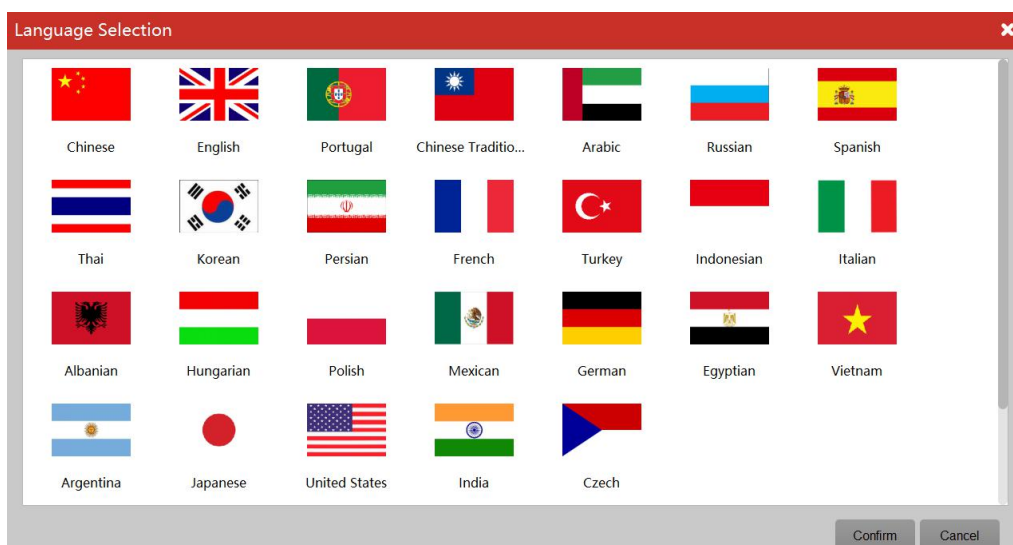 Language Selection
Chinese English Portugal Chinese Traditio... Arabic Russian Spanish
Thai Korean Persian French Turkey Indonesian Italian
Albanian Hungarian Polish Mexican German Egyptian Vietnam
Argentina Japanese United States India Czech
Confirm Cancel